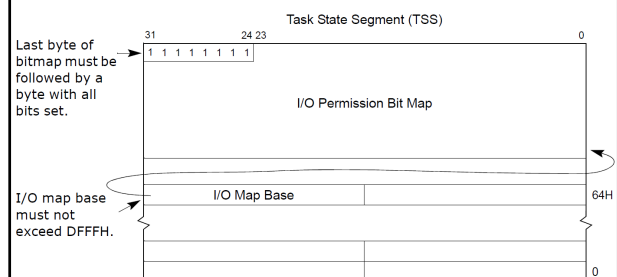 Task State Segment (TSS)
31 24 23 0
Last byte of
bitmap must be
followed by a
byte with all
bits set.
1 1 1 1 1 1 1 1
I/O Permission Bit Map
I/O map base
must not
exceed DFFFH.
I/O Map Base
64H
0